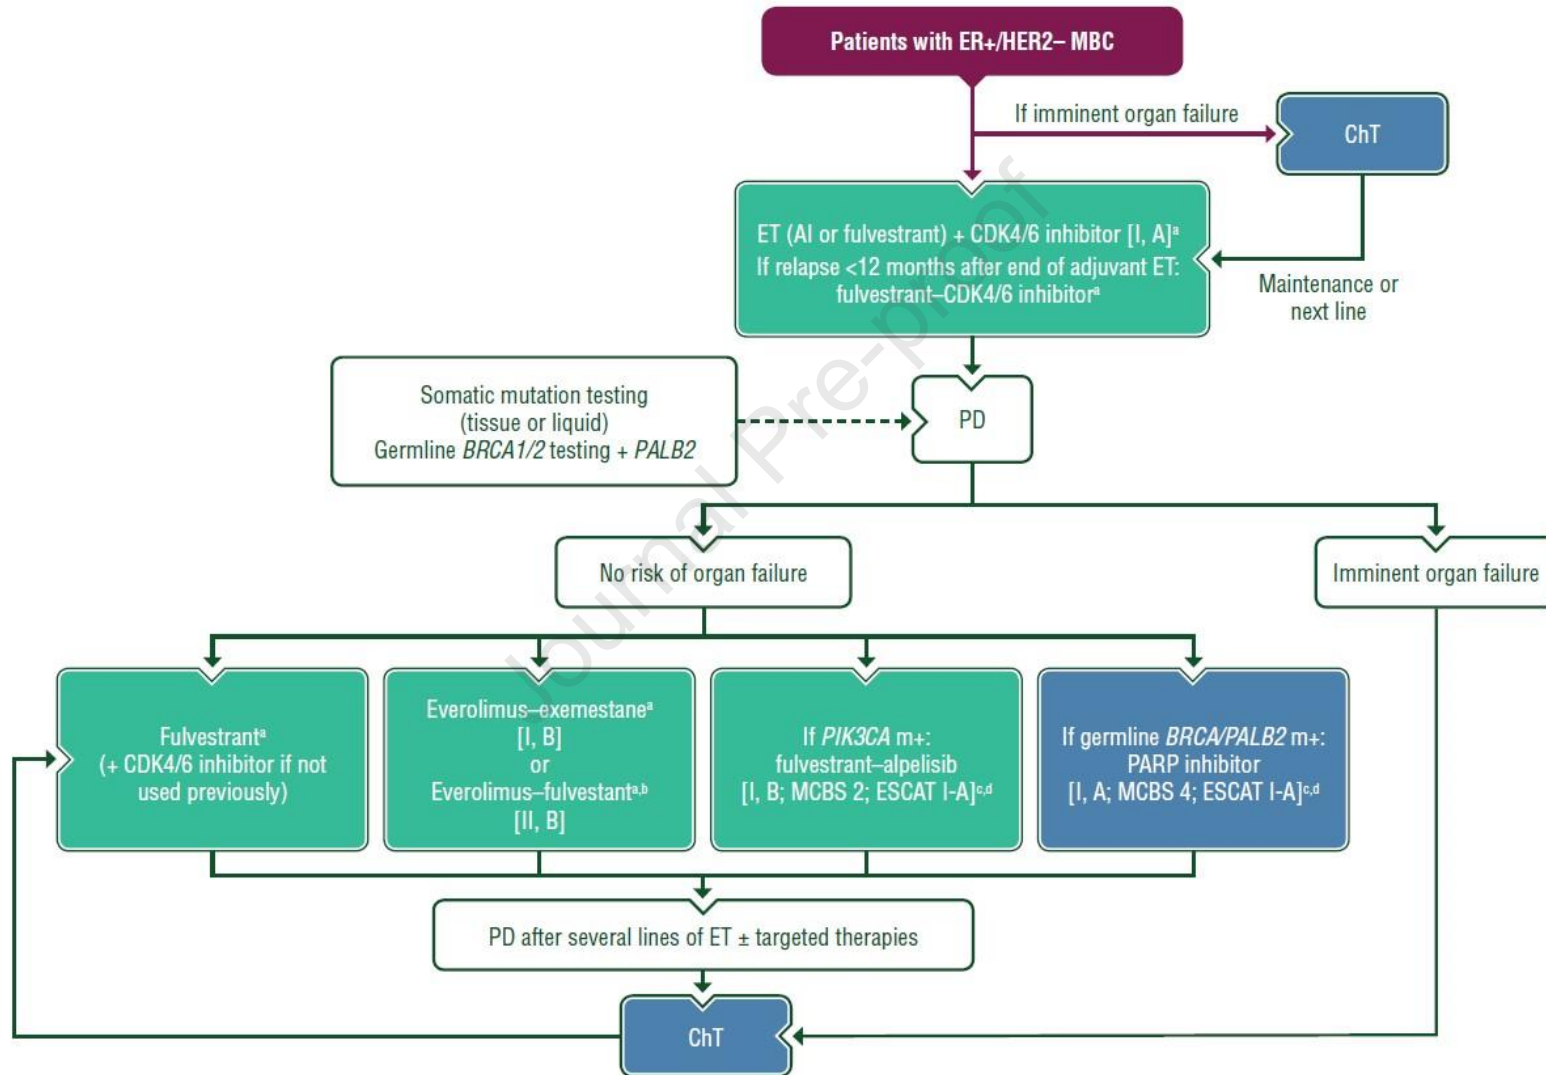 Patients with ER+/HER2– MBC
If imminent organ failure
ChT
ET (AI or fulvestrant) + CDK4/6 inhibitor [I, A]ᵃ
If relapse <12 months after end of adjuvant ET:
fulvestrant–CDK4/6 inhibitorᵃ
Maintenance or
next line
Somatic mutation testing
(tissue or liquid)
Germline BRCA1/2 testing + PALB2
PD
No risk of organ failure
Imminent organ failure
Fulvestrantᵃ
(+ CDK4/6 inhibitor if not
used previously)
Everolimus–exemestaneᵃ
[I, B]
or
Everolimus–fulvestantᵃ,ᵇ
[II, B]
If PIK3CA m+:
fulvestrant–alpelisib
[I, B; MCBS 2; ESCAT I-A]ᶜ,ᵈ
If germline BRCA/PALB2 m+:
PARP inhibitor
[I, A; MCBS 4; ESCAT I-A]ᶜ,ᵈ
PD after several lines of ET ± targeted therapies
ChT
Journal Pre-proof